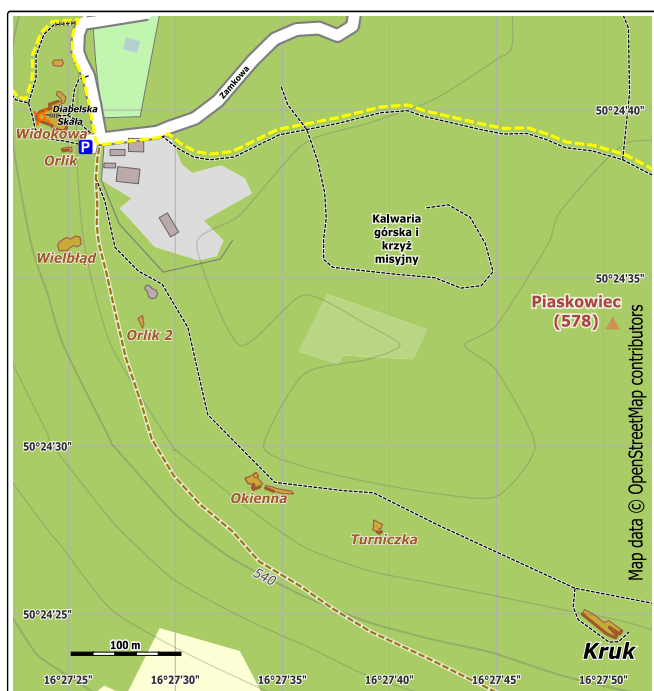 Zamkowa
50°24'40"
Diabelska
Skała
Widokowa
P
Orlik
Kalwaria
górska i
krzyż
misyjny
Wielbłąd
50°24'35"
Piaskowiec
(578)
Orlik 2
Map data © OpenStreetMap contributors
50°24'30"
Okienna
Turniczka
540
50°24'25"
100 m
Kruk
16°27'25" 16°27'30" 16°27'35" 16°27'40" 16°27'45" 16°27'50"